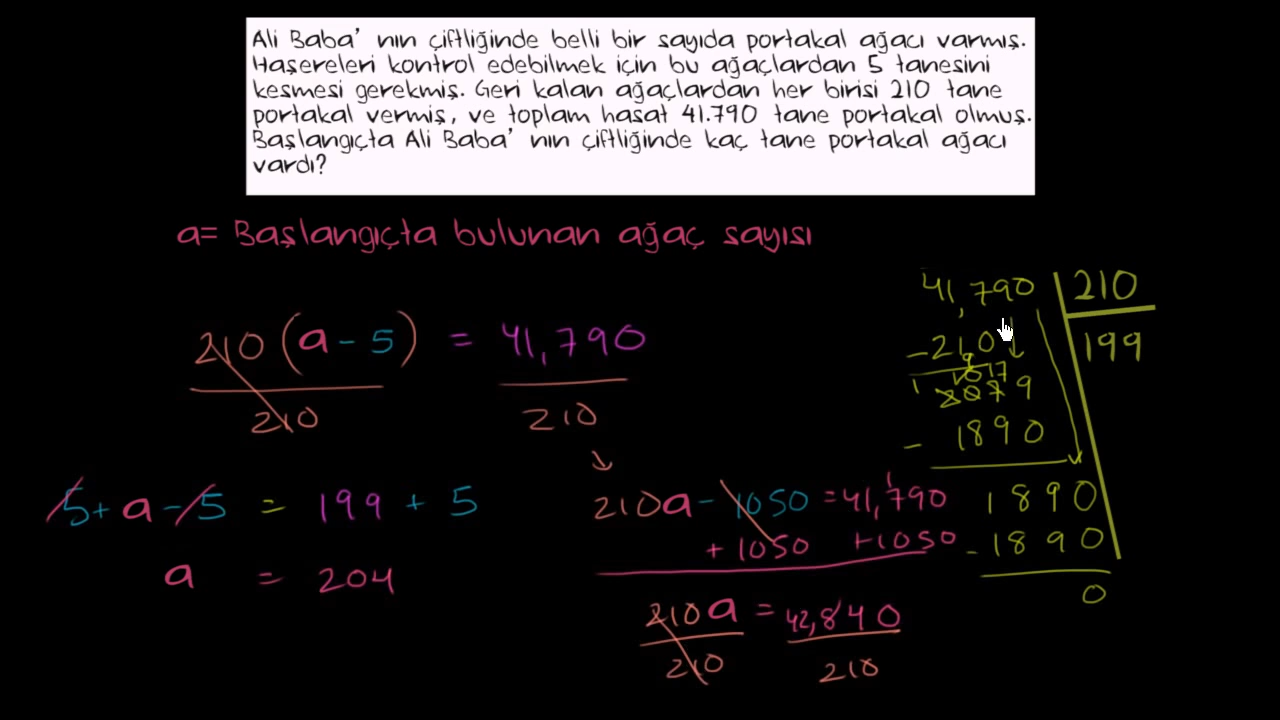 Ali Baba' nın çiftliğinde belli bir sayıda portakal ağacı varmış.
Haşereleri kontrol edebilmek için bu ağaçlardan 5 tanesini
kesmesi gerekmiş. Geri kalan ağaçlardan her birisi 210 tane
portakal vermiş, ve toplam hasat 41.790 tane portakal olmuş.
Başlangıçta Ali Baba' nın çiftliğinde kaç tane portakal ağacı
vardı?
a= Başlangıçta bulunan ağaç sayısı
210 (a-5) = 41,790
210 210
5+ a - 5 = 199 + 5
a = 204
210a - 1050 = 41,790
+ 1050 +1050
210a = 42,840
210 210
41,790 210
-210 199
2079
- 1890
1890
- 1890
0